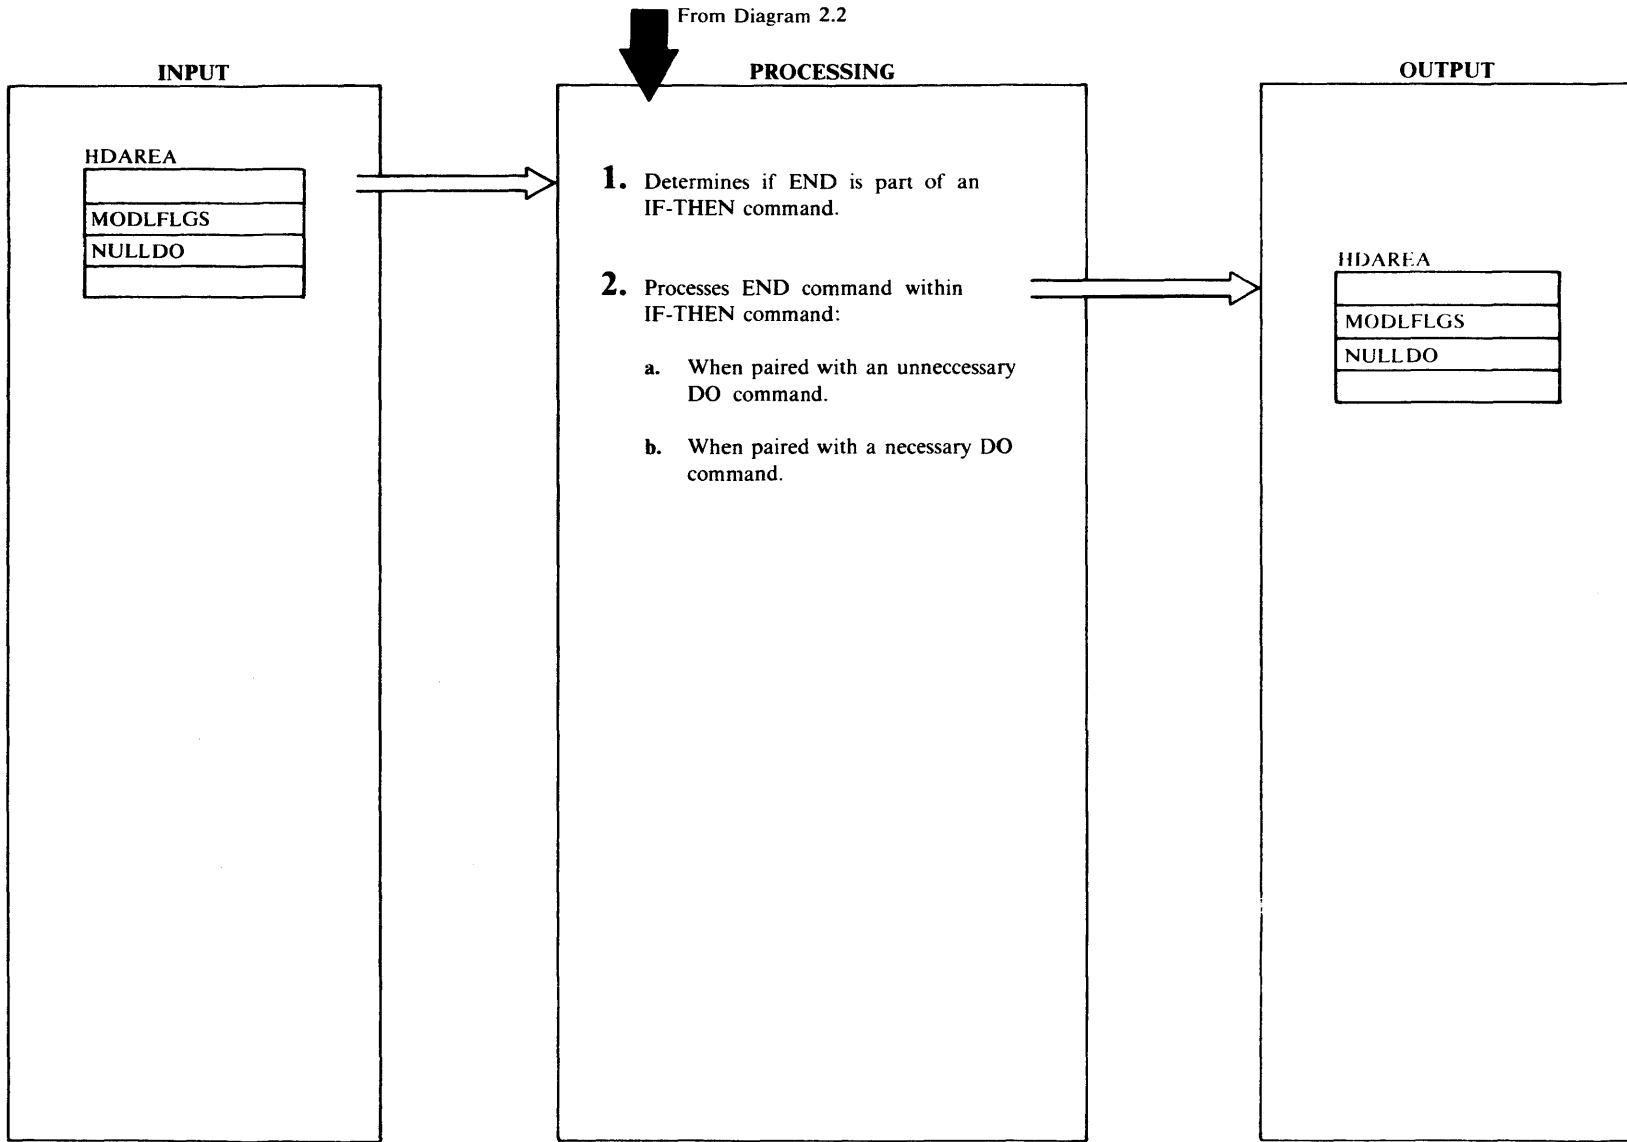 From Diagram 2.2
INPUT
PROCESSING
OUTPUT
HDAREA
MODLFLGS
NULLDO
1. Determines if END is part of an
IF-THEN command.
2. Processes END command within
IF-THEN command:
a. When paired with an unneccessary
DO command.
b. When paired with a necessary DO
command.
HDAREA
MODLFLGS
NULLDO